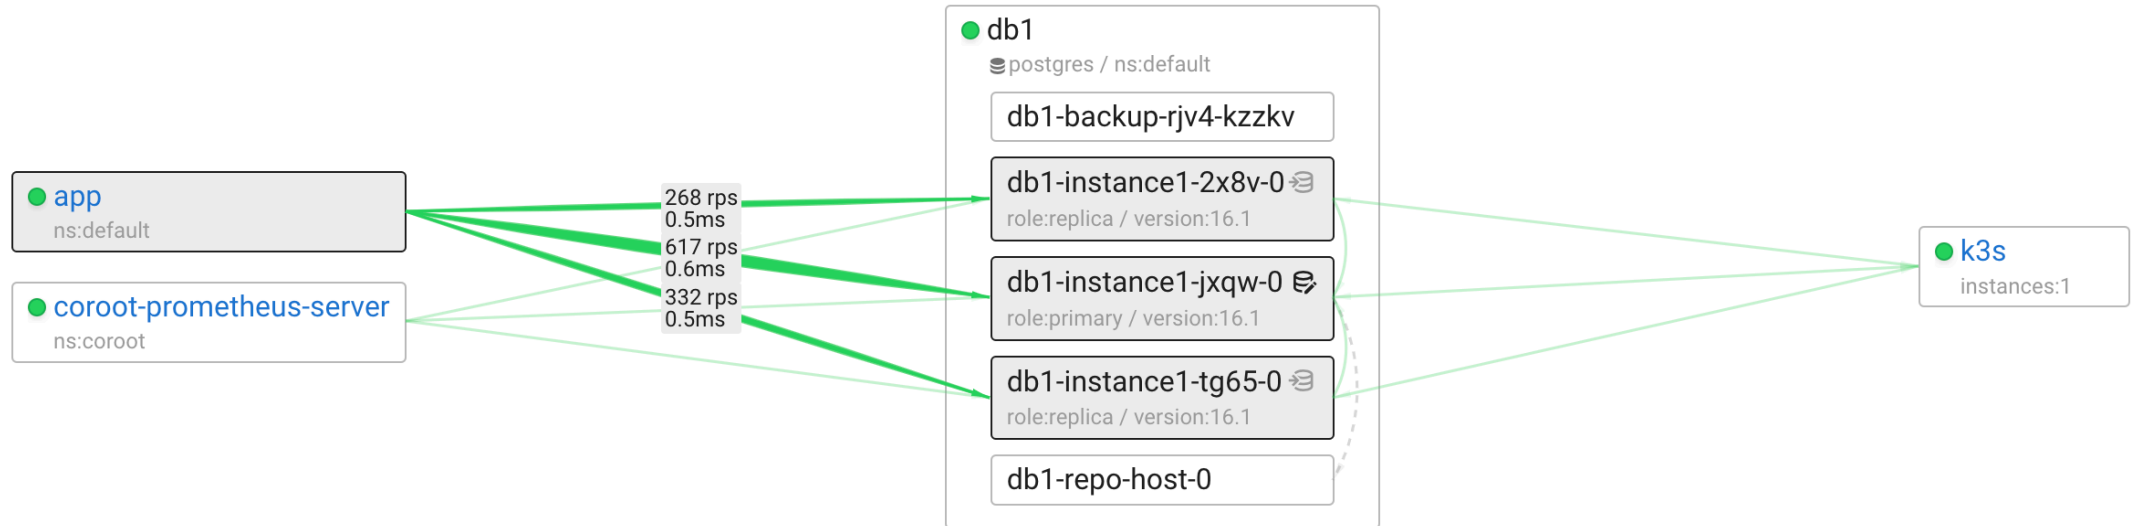 app
ns:default
coroot-prometheus-server
ns:coroot
268 rps
0.5ms
617 rps
0.6ms
332 rps
0.5ms
db1
postgres / ns:default
db1-backup-rjv4-kzzkv
db1-instance1-2x8v-0
role:replica / version:16.1
db1-instance1-jxqw-0
role:primary / version:16.1
db1-instance1-tg65-0
role:replica / version:16.1
db1-repo-host-0
k3s
instances:1